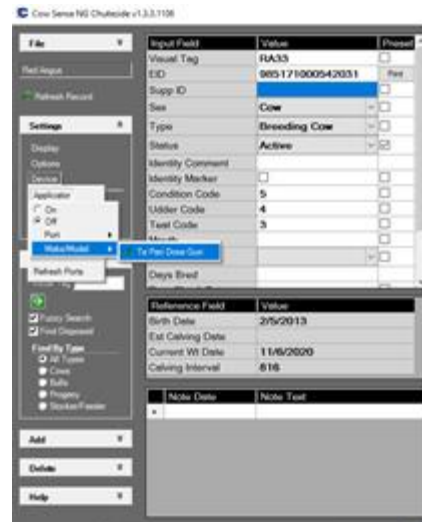 Cow Sense NG Chuteside v1.3.3.1108
File
Red Angus
Refresh Record
Settings
Display
Options
Device
Applicator
On
Off
Port
Make/Model
Te Pari Dose Gun
Refresh Ports
Fuzzy Search
Find Disposed
Find By Type
All Types
Cows
Bulls
Progeny
Stocker/Feeder
Add
Delete
Help
Input Field Value Preset
Visual Tag RA33
EID 985171000542031
Supp ID
Sex Cow
Type Breeding Cow
Status Active
Identity Comment
Identity Marker
Condition Code 5
Udder Code 4
Teat Code 3
Mouth
Days Bred
Reference Field Value
Birth Date 2/5/2013
Est Calving Date
Current Wt Date 11/6/2020
Calving Interval 616
Note Date Note Text